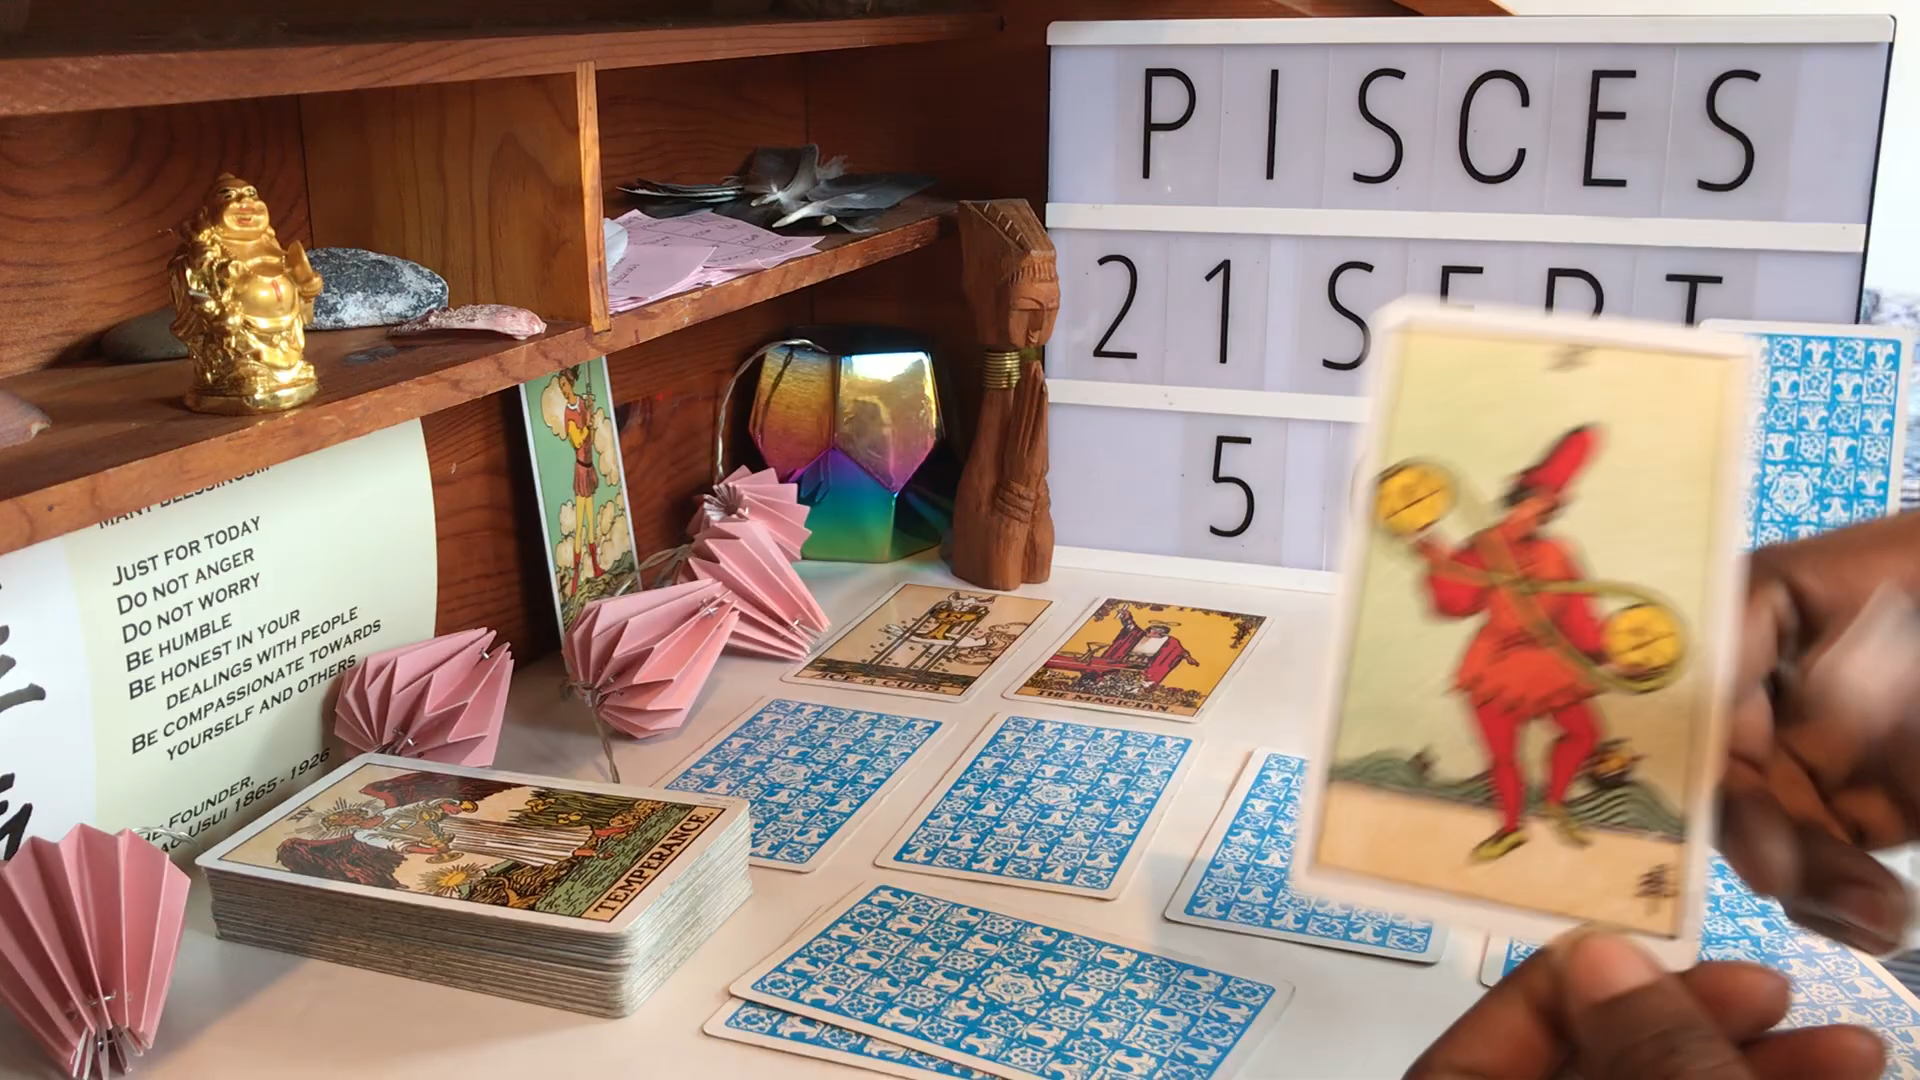 PISCES
21 SEPT
5
MANY BLESSINGS...
JUST FOR TODAY
DO NOT ANGER
DO NOT WORRY
BE HUMBLE
BE HONEST IN YOUR
DEALINGS WITH PEOPLE
BE COMPASSIONATE TOWARDS
YOURSELF AND OTHERS
FOUNDER,
USUI 1865-1926
ACE of CUPS.
THE MAGICIAN.
XIV
TEMPERANCE.